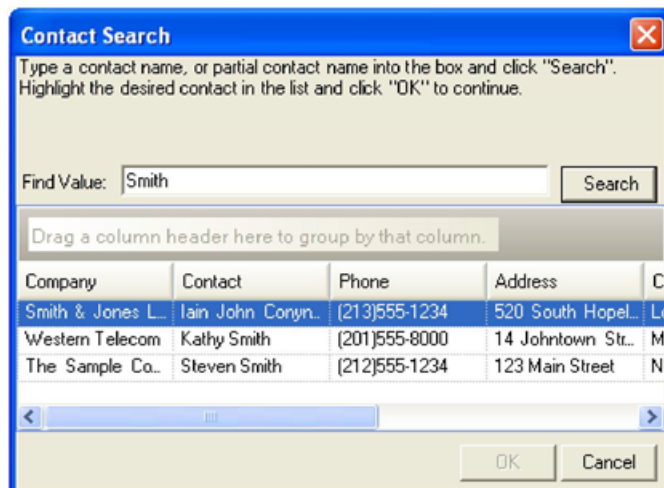 Contact Search
Type a contact name, or partial contact name into the box and click "Search".
Highlight the desired contact in the list and click "OK" to continue.
Find Value: Smith Search
Drag a column header here to group by that column.
Company Contact Phone Address C
Smith & Jones L... Iain John Conyn... (213)555-1234 520 South Hopel... Lo
Western Telecom Kathy Smith (201)555-8000 14 Johntown Str... M
The Sample Co... Steven Smith (212)555-1234 123 Main Street N
OK Cancel